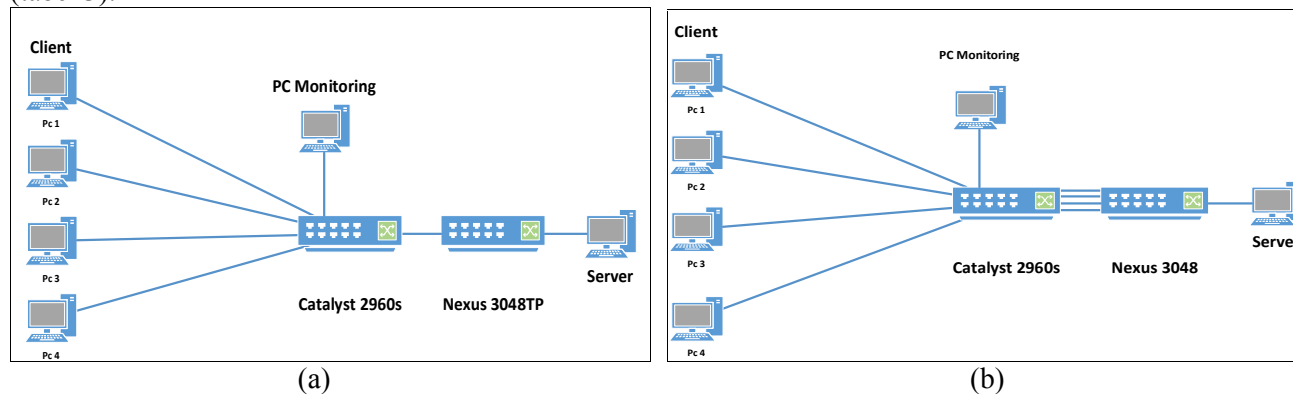 Client
Pc 1
Pc 2
Pc 3
Pc 4
PC Monitoring
Catalyst 2960s
Nexus 3048TP
Server
(a)
Client
Pc 1
Pc 2
Pc 3
Pc 4
PC Monitoring
Catalyst 2960s
Nexus 3048
Serve
(b)